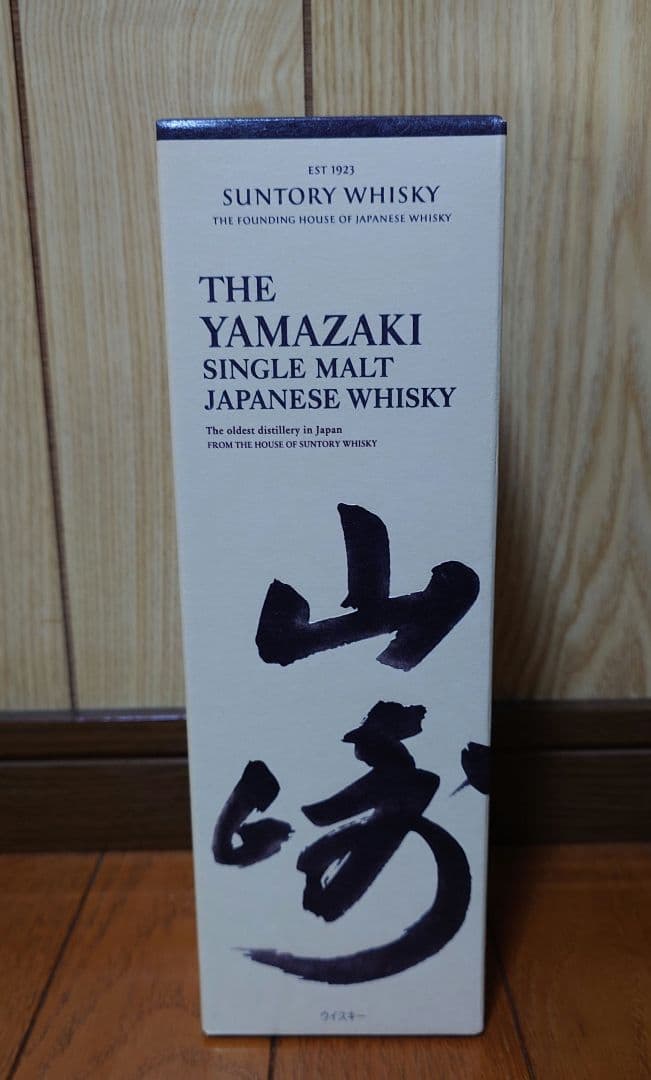 EST 1923
SUNTORY WHISKY
THE FOUNDING HOUSE OF JAPANESE WHISKY
THE
YAMAZAKI
SINGLE MALT
JAPANESE WHISKY
The oldest distillery in Japan
FROM THE HOUSE OF SUNTORY WHISKY
山
崎
ウイスキー